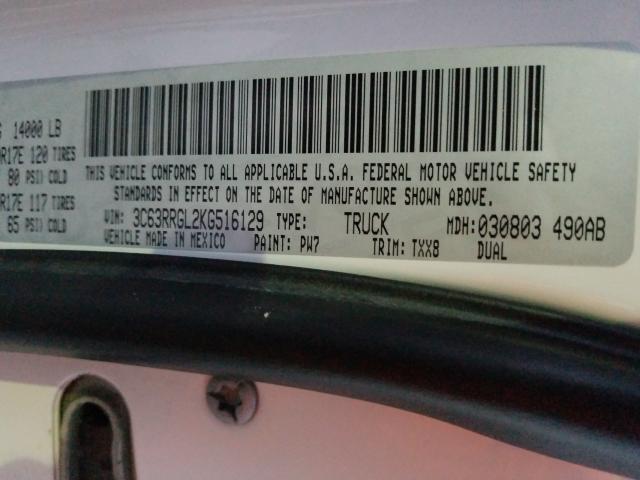 14000 LB
R17E 120 TIRES
80 PSI) COLD
R17E 117 TIRES
65 PSI) COLD
THIS VEHICLE CONFORMS TO ALL APPLICABLE U.S.A. FEDERAL MOTOR VEHICLE SAFETY
STANDARDS IN EFFECT ON THE DATE OF MANUFACTURE SHOWN ABOVE.
VIN: 3C63RRGL2KG516129 TYPE: TRUCK MDH: 030803 490AB
VEHICLE MADE IN MEXICO PAINT: PW7 TRIM: TXX8 DUAL